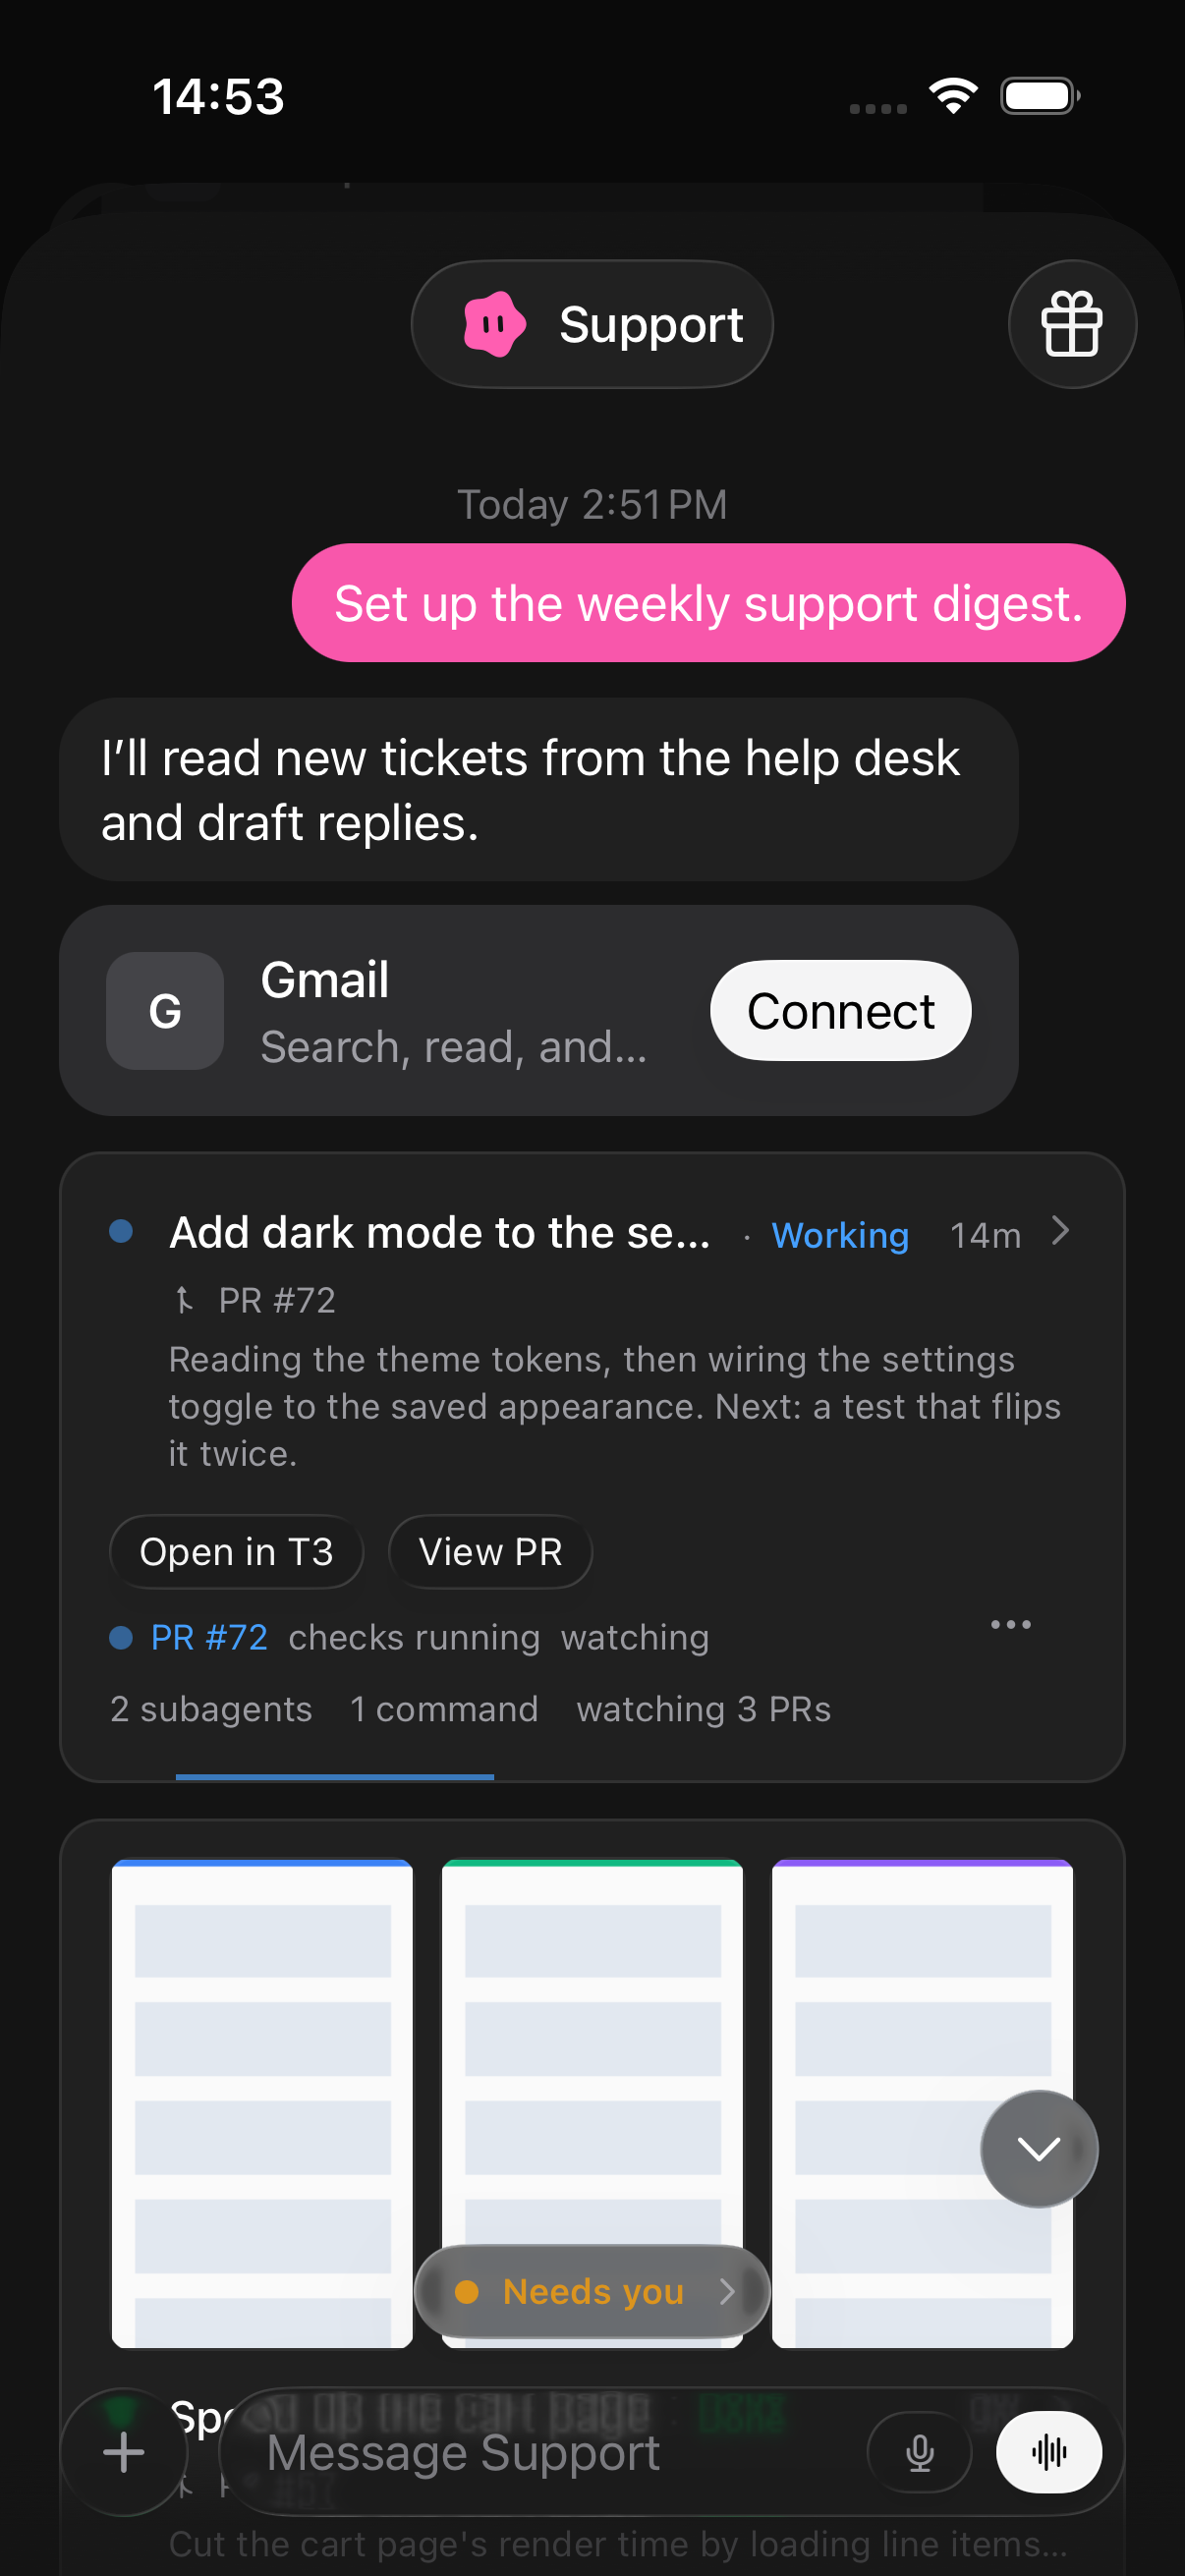 14:53
Support
Today 2:51 PM
Set up the weekly support digest.
I’ll read new tickets from the help desk
and draft replies.
G
Gmail
Search, read, and...
Connect
Add dark mode to the se... · Working 14m
PR #72
Reading the theme tokens, then wiring the settings
toggle to the saved appearance. Next: a test that flips
it twice.
Open in T3
View PR
PR #72 checks running watching
2 subagents 1 command watching 3 PRs
Needs you
Message Support
Cut the cart page's render time by loading line items...